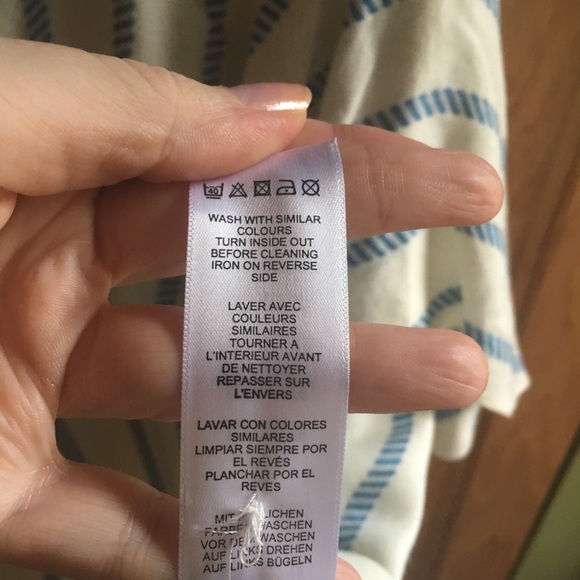 40
WASH WITH SIMILAR
COLOURS
TURN INSIDE OUT
BEFORE CLEANING
IRON ON REVERSE
SIDE
LAVER AVEC
COULEURS
SIMILAIRES
TOURNER A
L'INTERIEUR AVANT
DE NETTOYER
REPASSER SUR
L'ENVERS
LAVAR CON COLORES
SIMILARES
LIMPIAR SIEMPRE POR
EL REVÉS
PLANCHAR POR EL
REVES
MIT
WASCHEN
VOR WASCHEN
AUF LINKS DREHEN
AUF LINKS BÜGELN